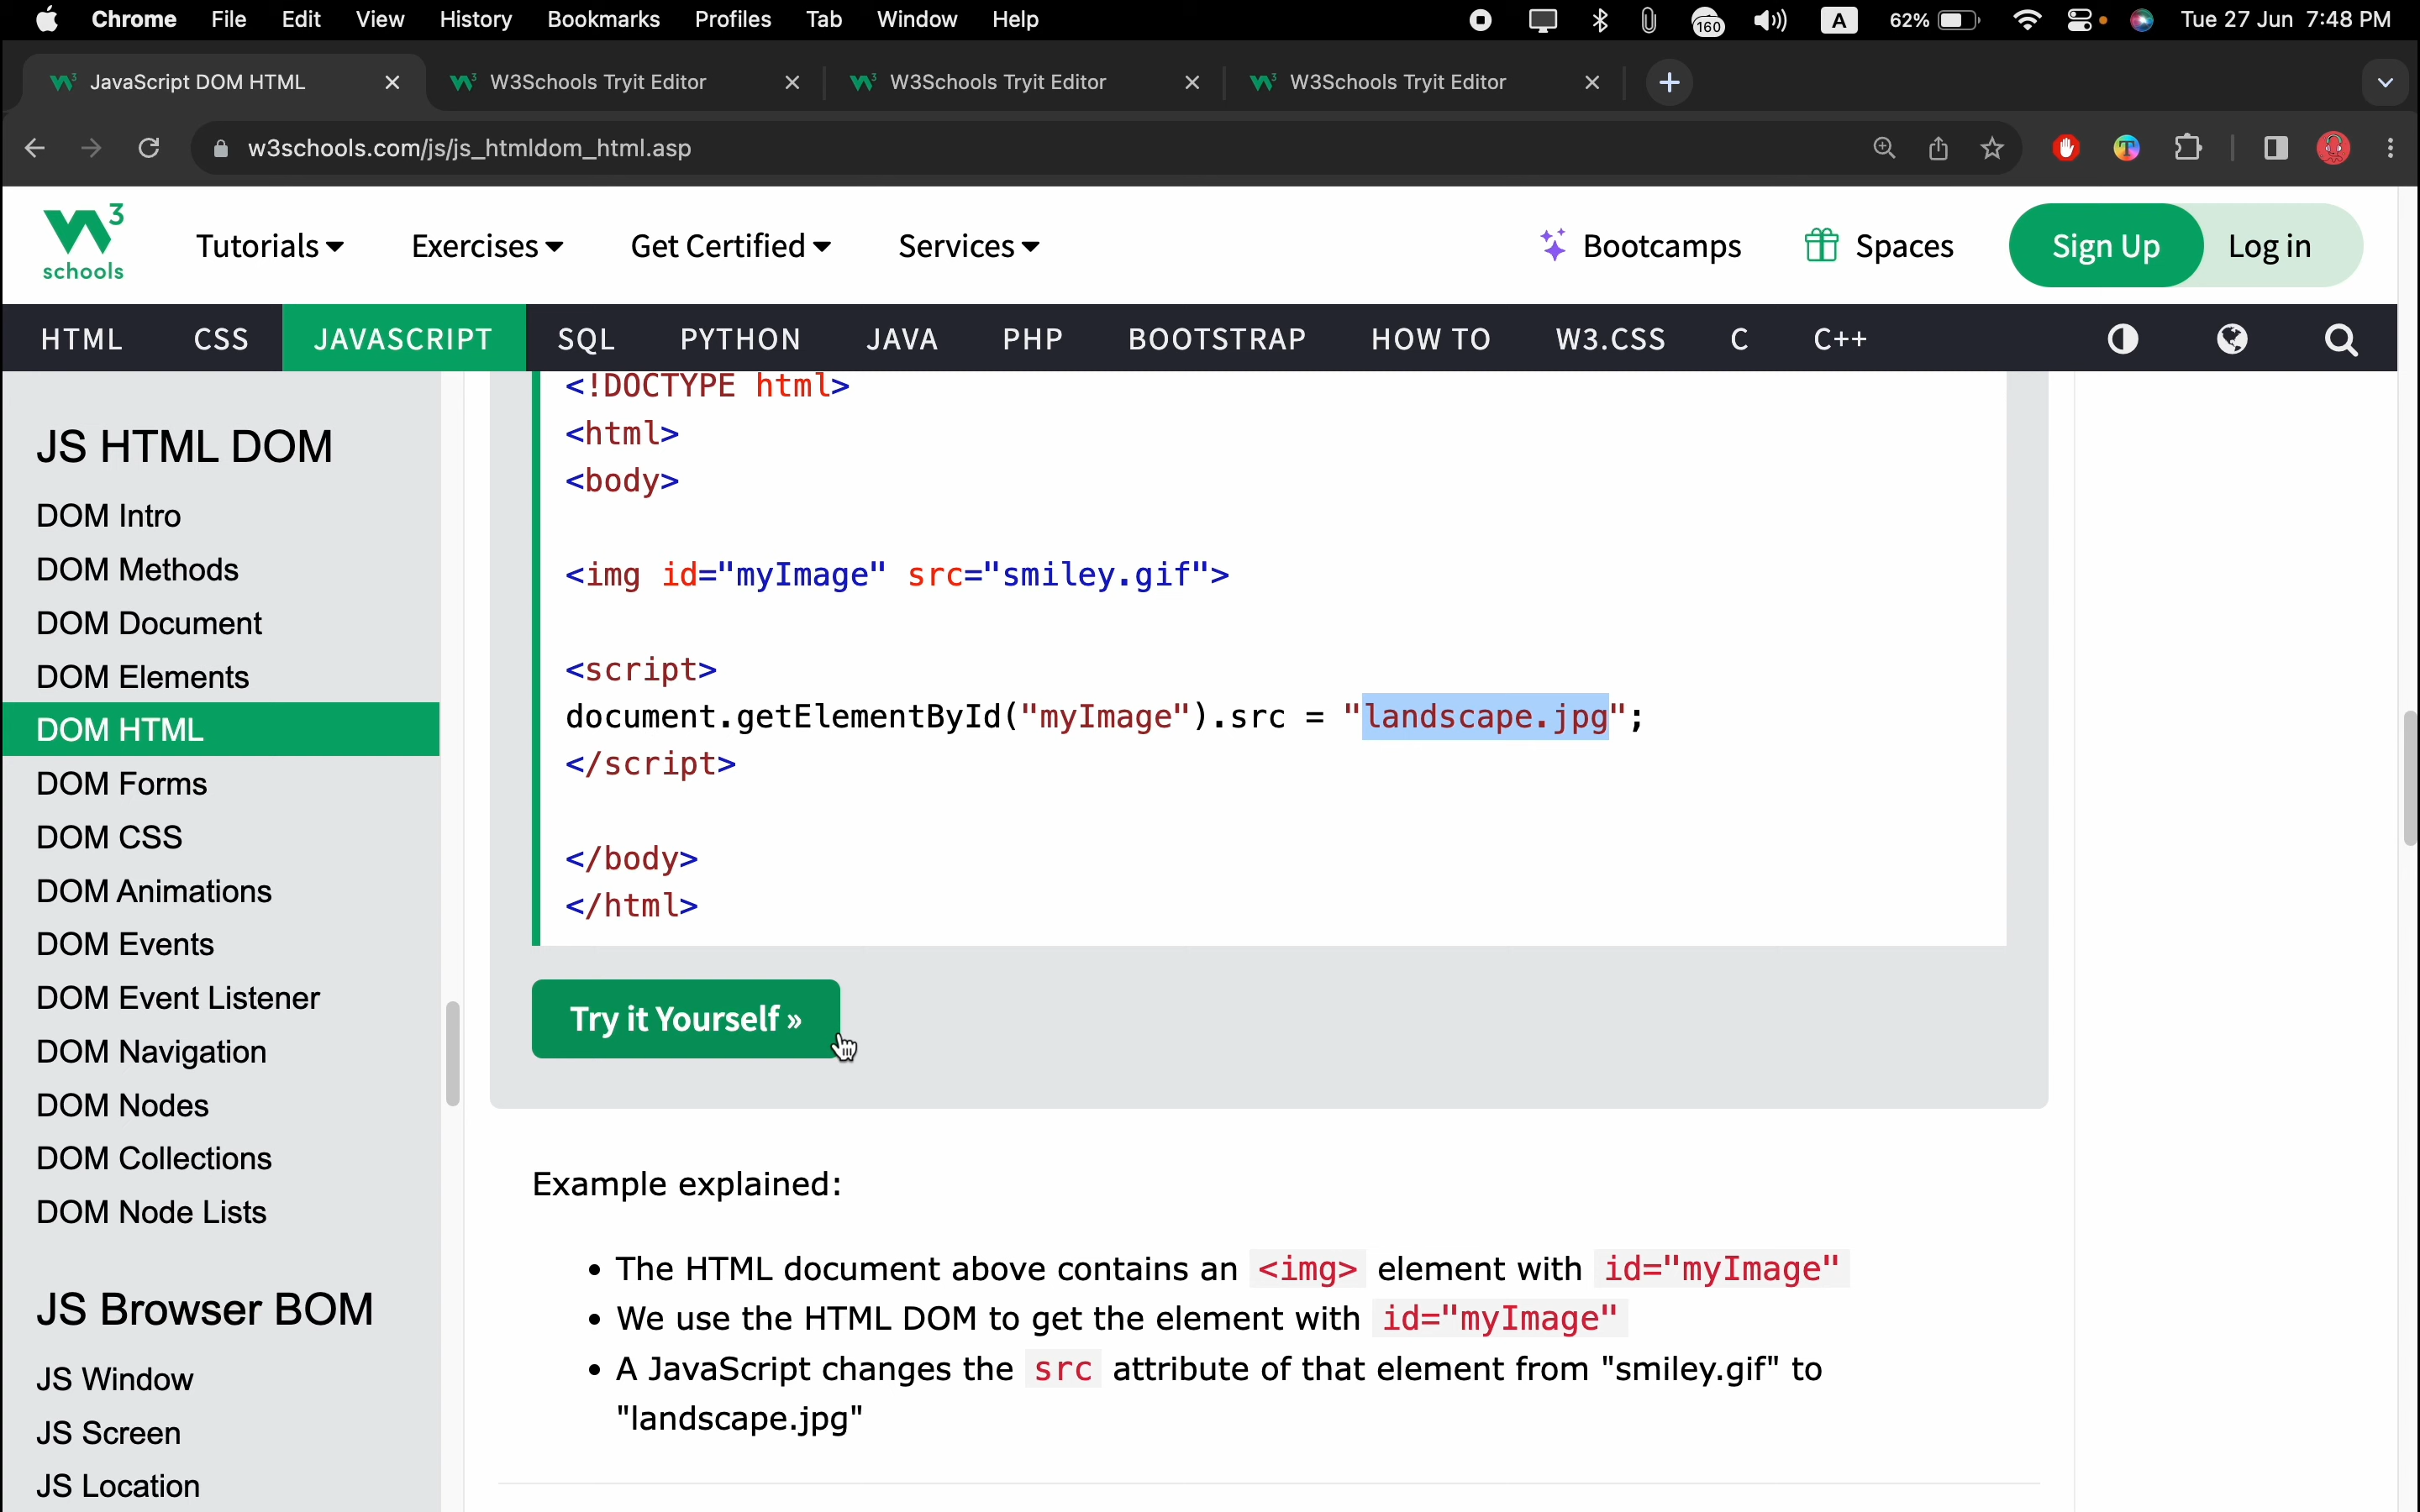 Chrome File Edit View History Bookmarks Profiles Tab Window Help 160 A 62% Tue 27 Jun 7:48 PM
JavaScript DOM HTML W3Schools Tryit Editor W3Schools Tryit Editor W3Schools Tryit Editor
w3schools.com/js/js_htmldom_html.asp
W3 schools Tutorials Exercises Get Certified Services Bootcamps Spaces Sign Up Log in
HTML CSS JAVASCRIPT SQL PYTHON JAVA PHP BOOTSTRAP HOW TO W3.CSS C C++
JS HTML DOM
DOM Intro
DOM Methods
DOM Document
DOM Elements
DOM HTML
DOM Forms
DOM CSS
DOM Animations
DOM Events
DOM Event Listener
DOM Navigation
DOM Nodes
DOM Collections
DOM Node Lists
JS Browser BOM
JS Window
JS Screen
JS Location
<!DOCTYPE html>
<html>
<body>
<img id="myImage" src="smiley.gif">
<script>
document.getElementById("myImage").src = "landscape.jpg";
</script>
</body>
</html>
Try it Yourself »
Example explained:
• The HTML document above contains an <img> element with id="myImage"
• We use the HTML DOM to get the element with id="myImage"
• A JavaScript changes the src attribute of that element from "smiley.gif" to
"landscape.jpg"